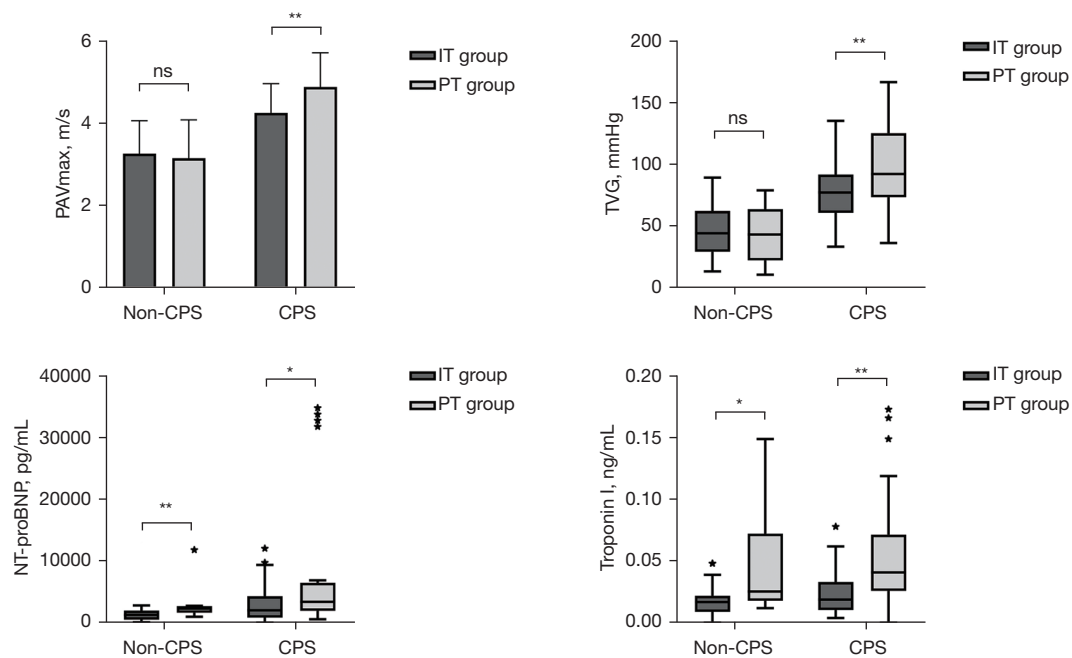 **
6
4
2
0
PAVmax, m/s
ns
Non-CPS
CPS
IT group
PT group
200
150
100
50
0
TVG, mmHg
ns
**
Non-CPS
CPS
IT group
PT group
40000
30000
20000
10000
0
NT-proBNP, pg/mL
**
*
Non-CPS
CPS
IT group
PT group
0.20
0.15
0.10
0.05
0.00
Troponin I, ng/mL
*
**
Non-CPS
CPS
IT group
PT group